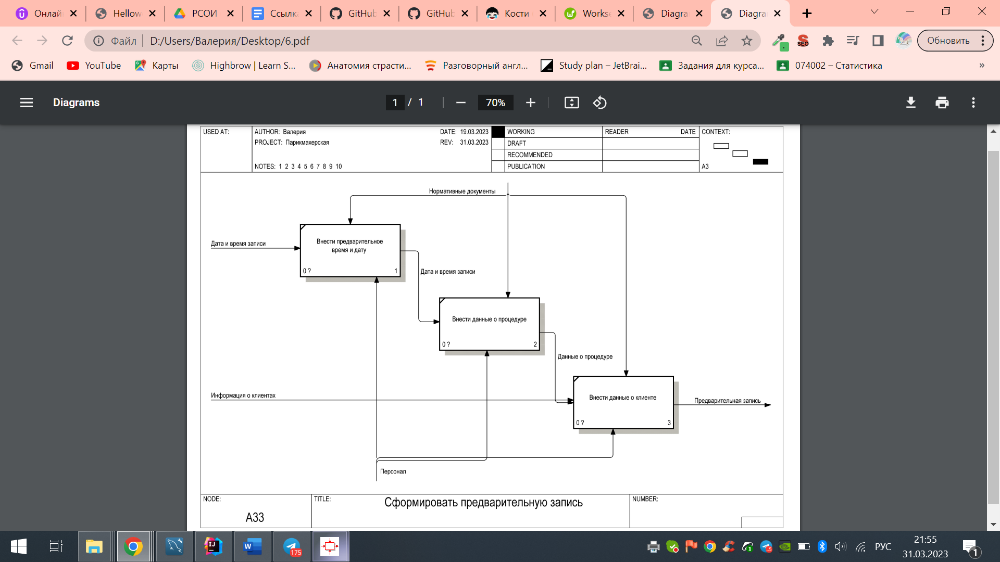 Онлай
Hellow
РСОИ
Ссылка
GitHub
GitHub
Кости
Workse
Diagra
Diagra
Файл
D:/Users/Валерия/Desktop/6.pdf
SEO
Обновить
Gmail
YouTube
Карты
Highbrow | Learn S...
Анатомия страсти...
Разговорный англ...
Study plan – JetBrai...
Задания для курса...
074002 – Статистика
»
Diagrams
1 / 1
70%
USED AT:
AUTHOR: Валерия
DATE: 19.03.2023
PROJECT: Парикмахерская
REV: 31.03.2023
NOTES: 1 2 3 4 5 6 7 8 9 10
WORKING
DRAFT
RECOMMENDED
PUBLICATION
READER
DATE
CONTEXT:
A3
Нормативные документы
Дата и время записи
Внести предварительное
время и дату
0 ?
1
Дата и время записи
Внести данные о процедуре
0 ?
2
Данные о процедуре
Информация о клиентах
Внести данные о клиенте
0 ?
3
Предварительная запись
Персонал
NODE:
A33
TITLE:
Сформировать предварительную запись
NUMBER:
IJ
W
175
РУС
21:55
31.03.2023
1